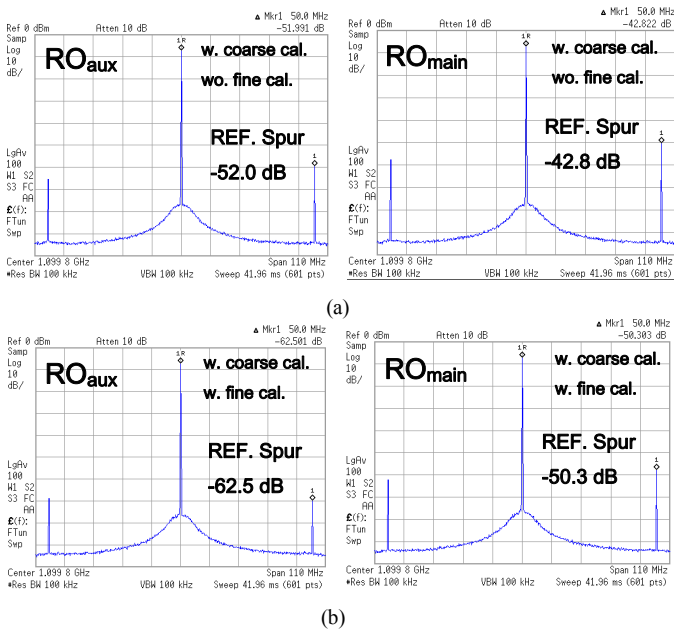 ▵ Mkr1 50.0 MHz
Ref 0 dBm Atten 10 dB -51.991 dB
Samp
Log
10
dB/
1R
ROaux
w. coarse cal.
wo. fine cal.
REF. Spur
-52.0 dB
1
LgAv
100
W1 S2
S3 FC
AA
£(f):
FTun
Swp
Center 1.099 8 GHz Span 110 MHz
*Res BW 100 kHz VBW 100 kHz Sweep 41.96 ms (601 pts)
▵ Mkr1 50.0 MHz
Ref 0 dBm Atten 10 dB -42.822 dB
Samp
Log
10
dB/
1R
ROmain
w. coarse cal.
wo. fine cal.
REF. Spur
-42.8 dB
1
LgAv
100
W1 S2
S3 FC
AA
£(f):
FTun
Swp
Center 1.099 8 GHz Span 110 MHz
*Res BW 100 kHz VBW 100 kHz Sweep 41.96 ms (601 pts)
(a)
▵ Mkr1 50.0 MHz
Ref 0 dBm Atten 10 dB -62.501 dB
Samp
Log
10
dB/
1R
ROaux
w. coarse cal.
w. fine cal.
REF. Spur
-62.5 dB
1
LgAv
100
W1 S2
S3 FC
AA
£(f):
FTun
Swp
Center 1.099 8 GHz Span 110 MHz
*Res BW 100 kHz VBW 100 kHz Sweep 41.96 ms (601 pts)
▵ Mkr1 50.0 MHz
Ref 0 dBm Atten 10 dB -50.303 dB
Samp
Log
10
dB/
1R
ROmain
w. coarse cal.
w. fine cal.
REF. Spur
-50.3 dB
1
LgAv
100
W1 S2
S3 FC
AA
£(f):
FTun
Swp
Center 1.099 8 GHz Span 110 MHz
*Res BW 100 kHz VBW 100 kHz Sweep 41.96 ms (601 pts)
(b)